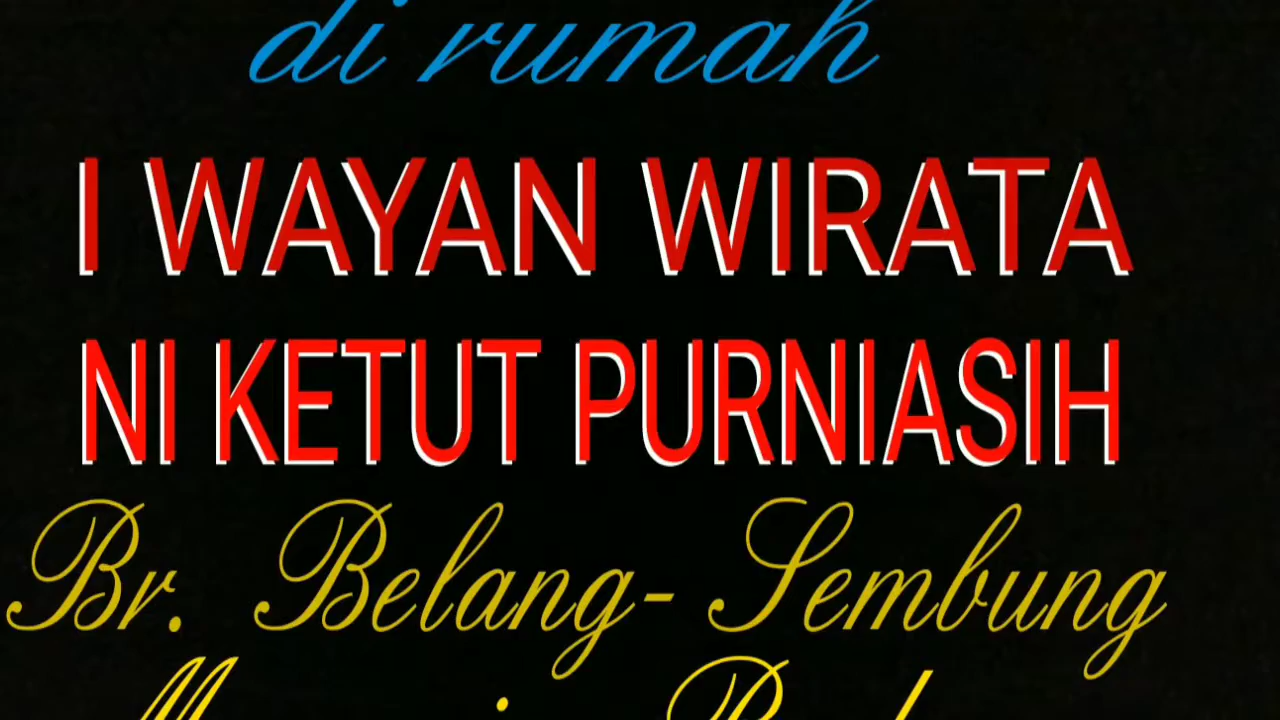 di rumah
I WAYAN WIRATA
NI KETUT PURNIASIH
Br. Belang- Sembung